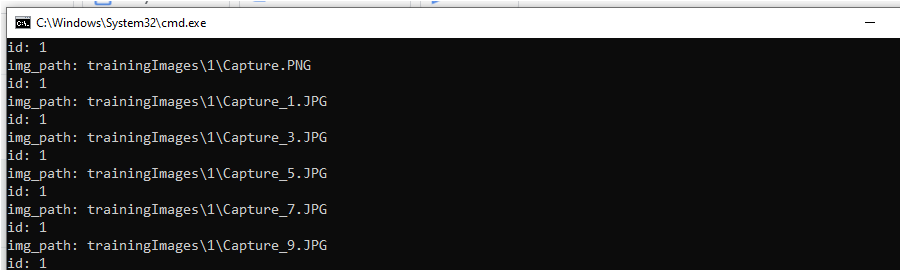 C:\Windows\System32\cmd.exe
id: 1
img_path: trainingImages\1\Capture.PNG
id: 1
img_path: trainingImages\1\Capture_1.JPG
id: 1
img_path: trainingImages\1\Capture_3.JPG
id: 1
img_path: trainingImages\1\Capture_5.JPG
id: 1
img_path: trainingImages\1\Capture_7.JPG
id: 1
img_path: trainingImages\1\Capture_9.JPG
id: 1